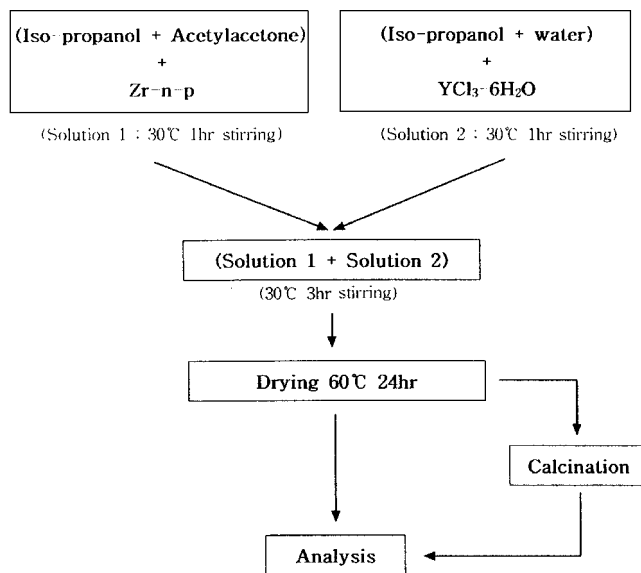 (Iso-propanol + Acetylacetone)
+
Zr-n-p
(Iso-propanol + water)
+
YCl₃·6H₂O
(Solution 1 : 30℃ 1hr stirring)
(Solution 2 : 30℃ 1hr stirring)
(Solution 1 + Solution 2)
(30℃ 3hr stirring)
Drying 60℃ 24hr
Calcination
Analysis